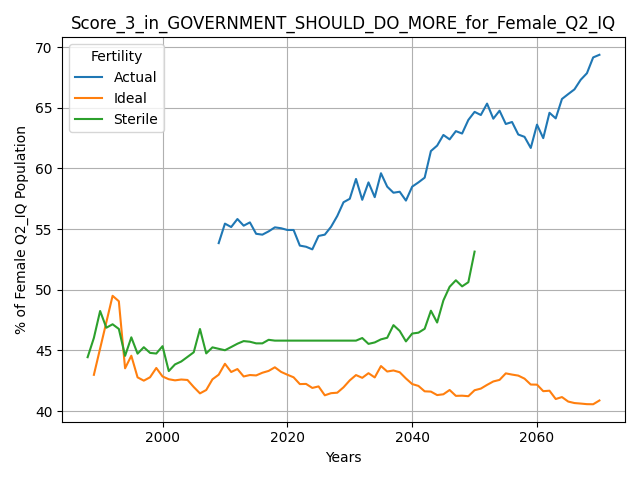 Score_3_in_GOVERNMENT_SHOULD_DO_MORE_for_Female_Q2_IQ
Fertility
Actual
Ideal
Sterile
% of Female Q2_IQ Population
70
65
60
55
50
45
40
2000
2020
2040
2060
Years